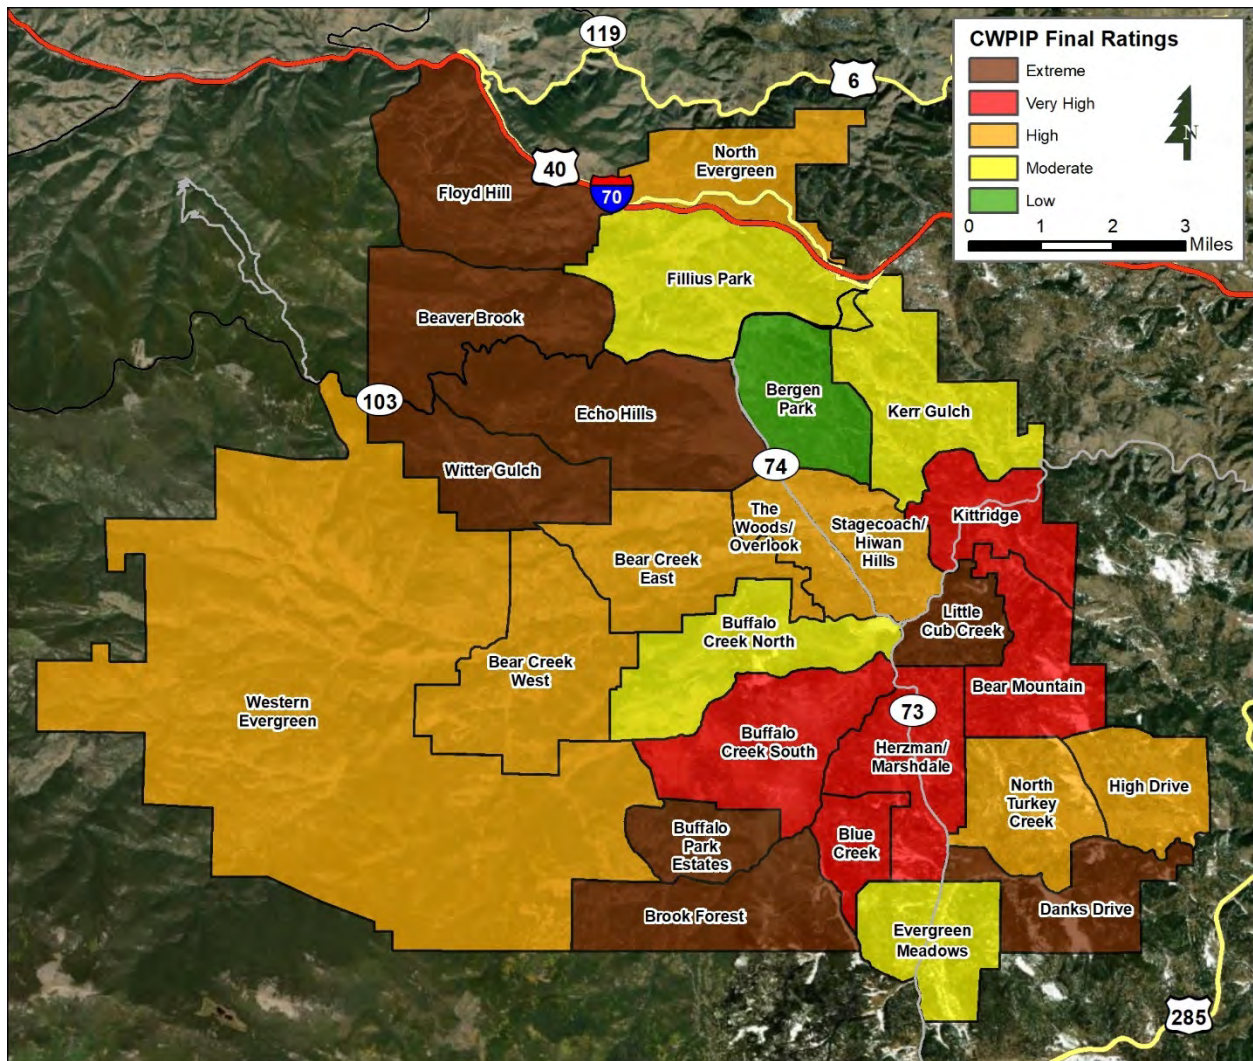 119
6
CWPIP Final Ratings
Extreme
Very High
High
Moderate
Low
N
0 1 2 3
Miles
North
Evergreen
40
70
Floyd Hill
Fillius Park
Beaver Brook
103
Echo Hills
Bergen
Park
Kerr Gulch
Witter Gulch
74
The
Woods/
Overlook
Stagecoach/
Hiwan
Hills
Kittridge
Bear Creek
East
Little
Cub Creek
Buffalo
Creek North
Bear Creek
West
Western
Evergreen
Bear Mountain
73
Buffalo
Creek South
Herzman/
Marshdale
North
Turkey
Creek
High Drive
Buffalo
Park
Estates
Blue
Creek
Brook Forest
Danks Drive
Evergreen
Meadows
285